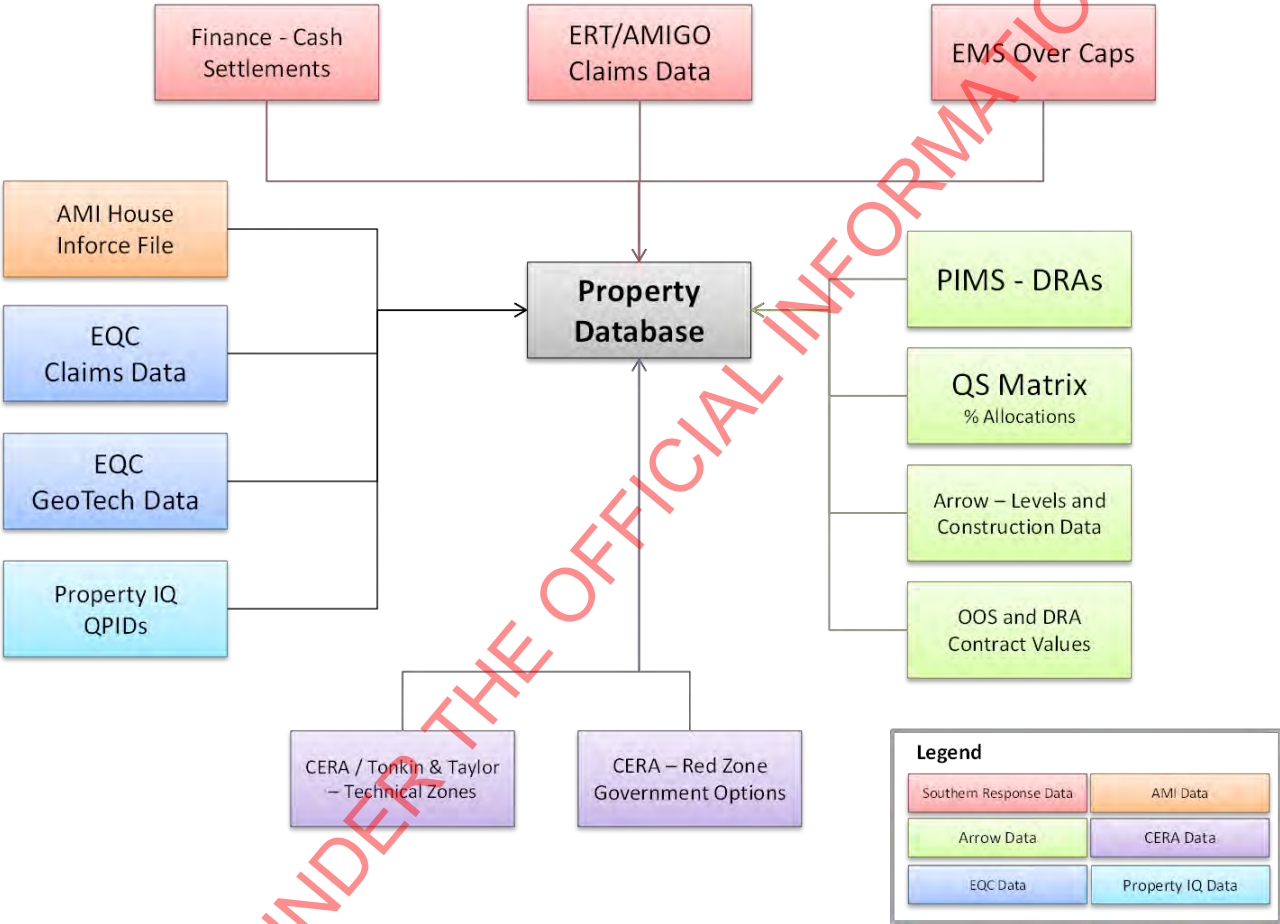 Finance - Cash
Settlements
ERT/AMIGO
Claims Data
EMS Over Caps
AMI House
Inforce File
EQC
Claims Data
EQC
GeoTech Data
Property IQ
QPIDs
Property
Database
PIMS - DRAs
QS Matrix
% Allocations
Arrow – Levels and
Construction Data
OOS and DRA
Contract Values
CERA / Tonkin & Taylor
– Technical Zones
CERA – Red Zone
Government Options
Legend
Southern Response Data
AMI Data
Arrow Data
CERA Data
EQC Data
Property IQ Data
UNDER THE OFFICIAL INFORMATIO